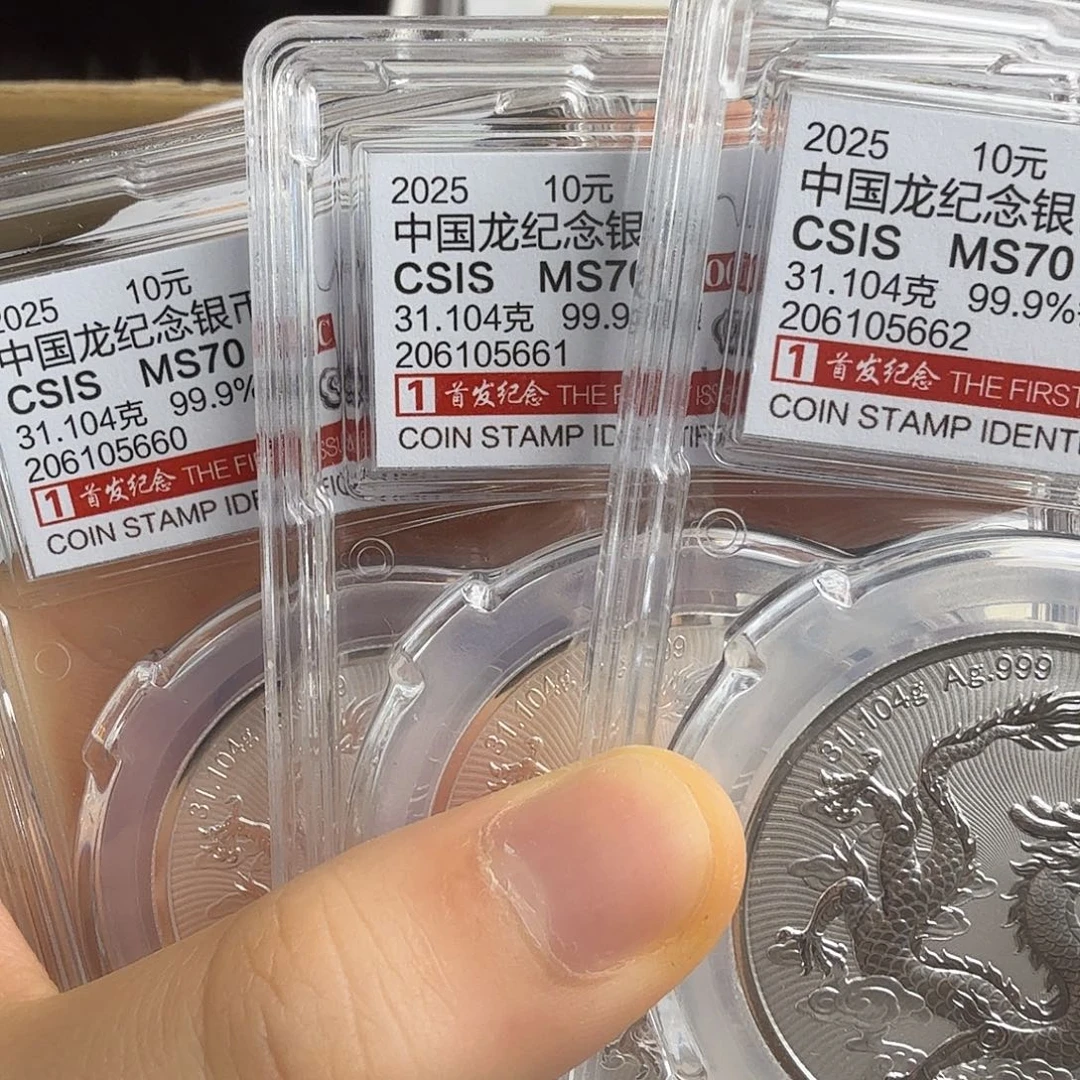 2025 10元
中国龙纪念银币
CSIS MS70
31.104克 99.9%
206105660
1 首发纪念 THE
COIN STAMP
31.104g
2025 10元
中国龙纪念银
CSIS MS70
31.104克 99.9
206105661
1 首发纪念 THE
COIN STAMP
31.104g
2025 10元
中国龙纪念银
CSIS MS70
31.104克 99.9%
206105662
1 首发纪念 THE FIRST
COIN STAMP IDENT
31.104g Ag.999